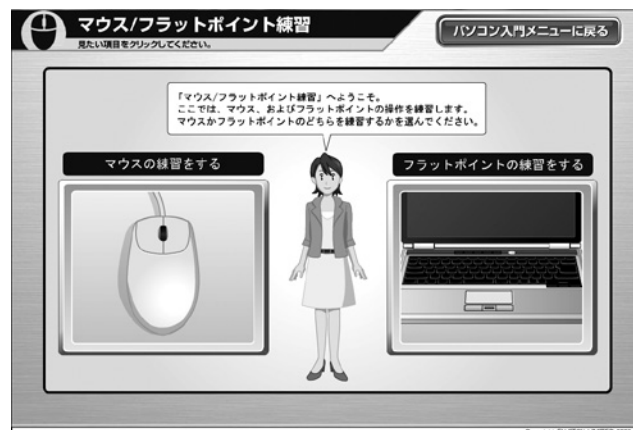 マウス/フラットポイント練習
見たい項目をクリックしてください。
パソコン入門メニューに戻る
「マウス/フラットポイント練習」へようこそ。
ここでは、マウス、およびフラットポイントの操作を練習します。
マウスかフラットポイントのどちらを練習するかを選んでください。
マウスの練習をする
フラットポイントの練習をする